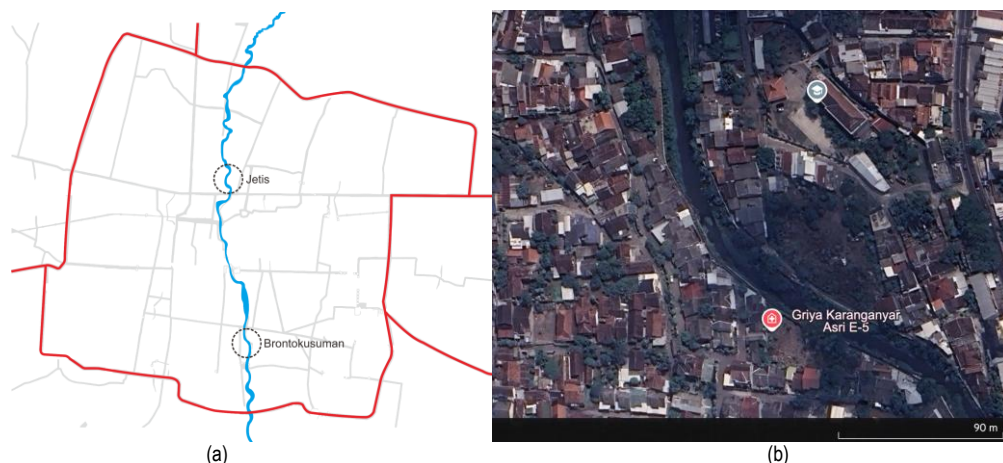 Jetis
Brontokusuman
Griya Karanganyar
Asri E-5
90 m
(a)
(b)